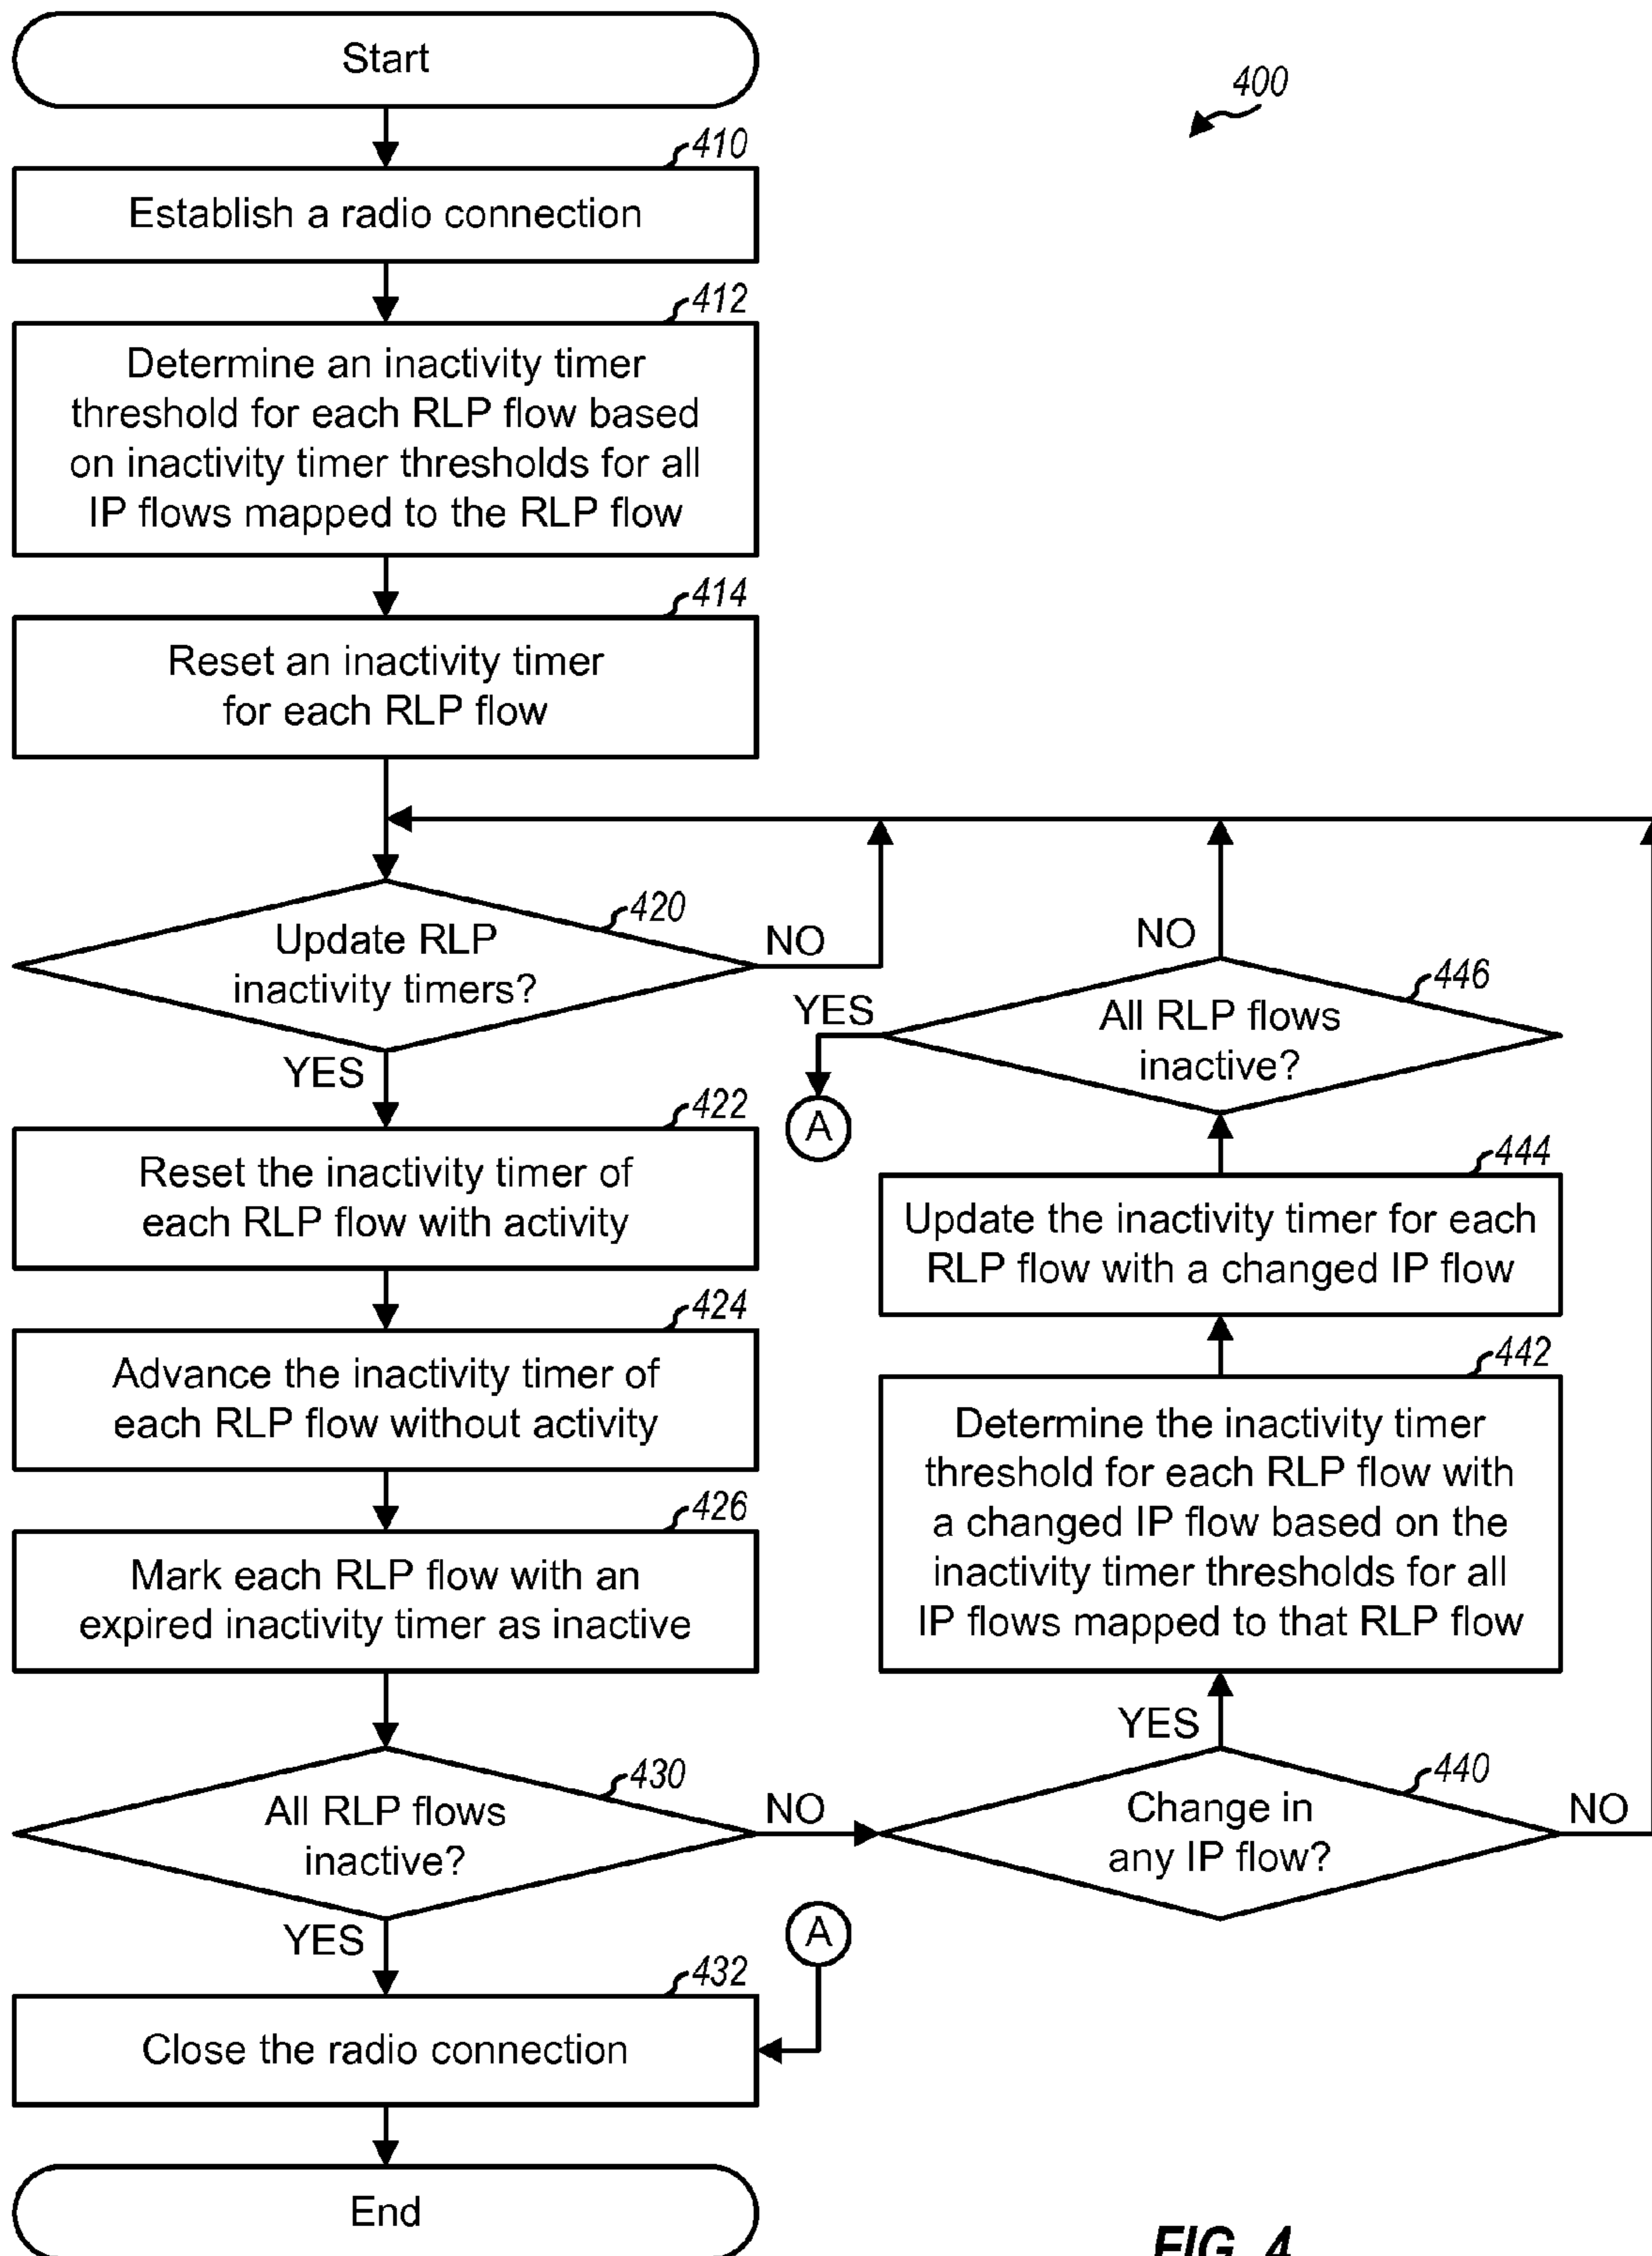 Start
400
410
Establish a radio connection
412
Determine an inactivity timer
threshold for each RLP flow based
on inactivity timer thresholds for all
IP flows mapped to the RLP flow
414
Reset an inactivity timer
for each RLP flow
420
Update RLP
inactivity timers?
NO
YES
422
Reset the inactivity timer of
each RLP flow with activity
424
Advance the inactivity timer of
each RLP flow without activity
426
Mark each RLP flow with an
expired inactivity timer as inactive
430
All RLP flows
inactive?
NO
YES
432
Close the radio connection
A
End
440
Change in
any IP flow?
NO
YES
442
Determine the inactivity timer
threshold for each RLP flow with
a changed IP flow based on the
inactivity timer thresholds for all
IP flows mapped to that RLP flow
444
Update the inactivity timer for each
RLP flow with a changed IP flow
446
All RLP flows
inactive?
NO
YES
A
FIG. 4